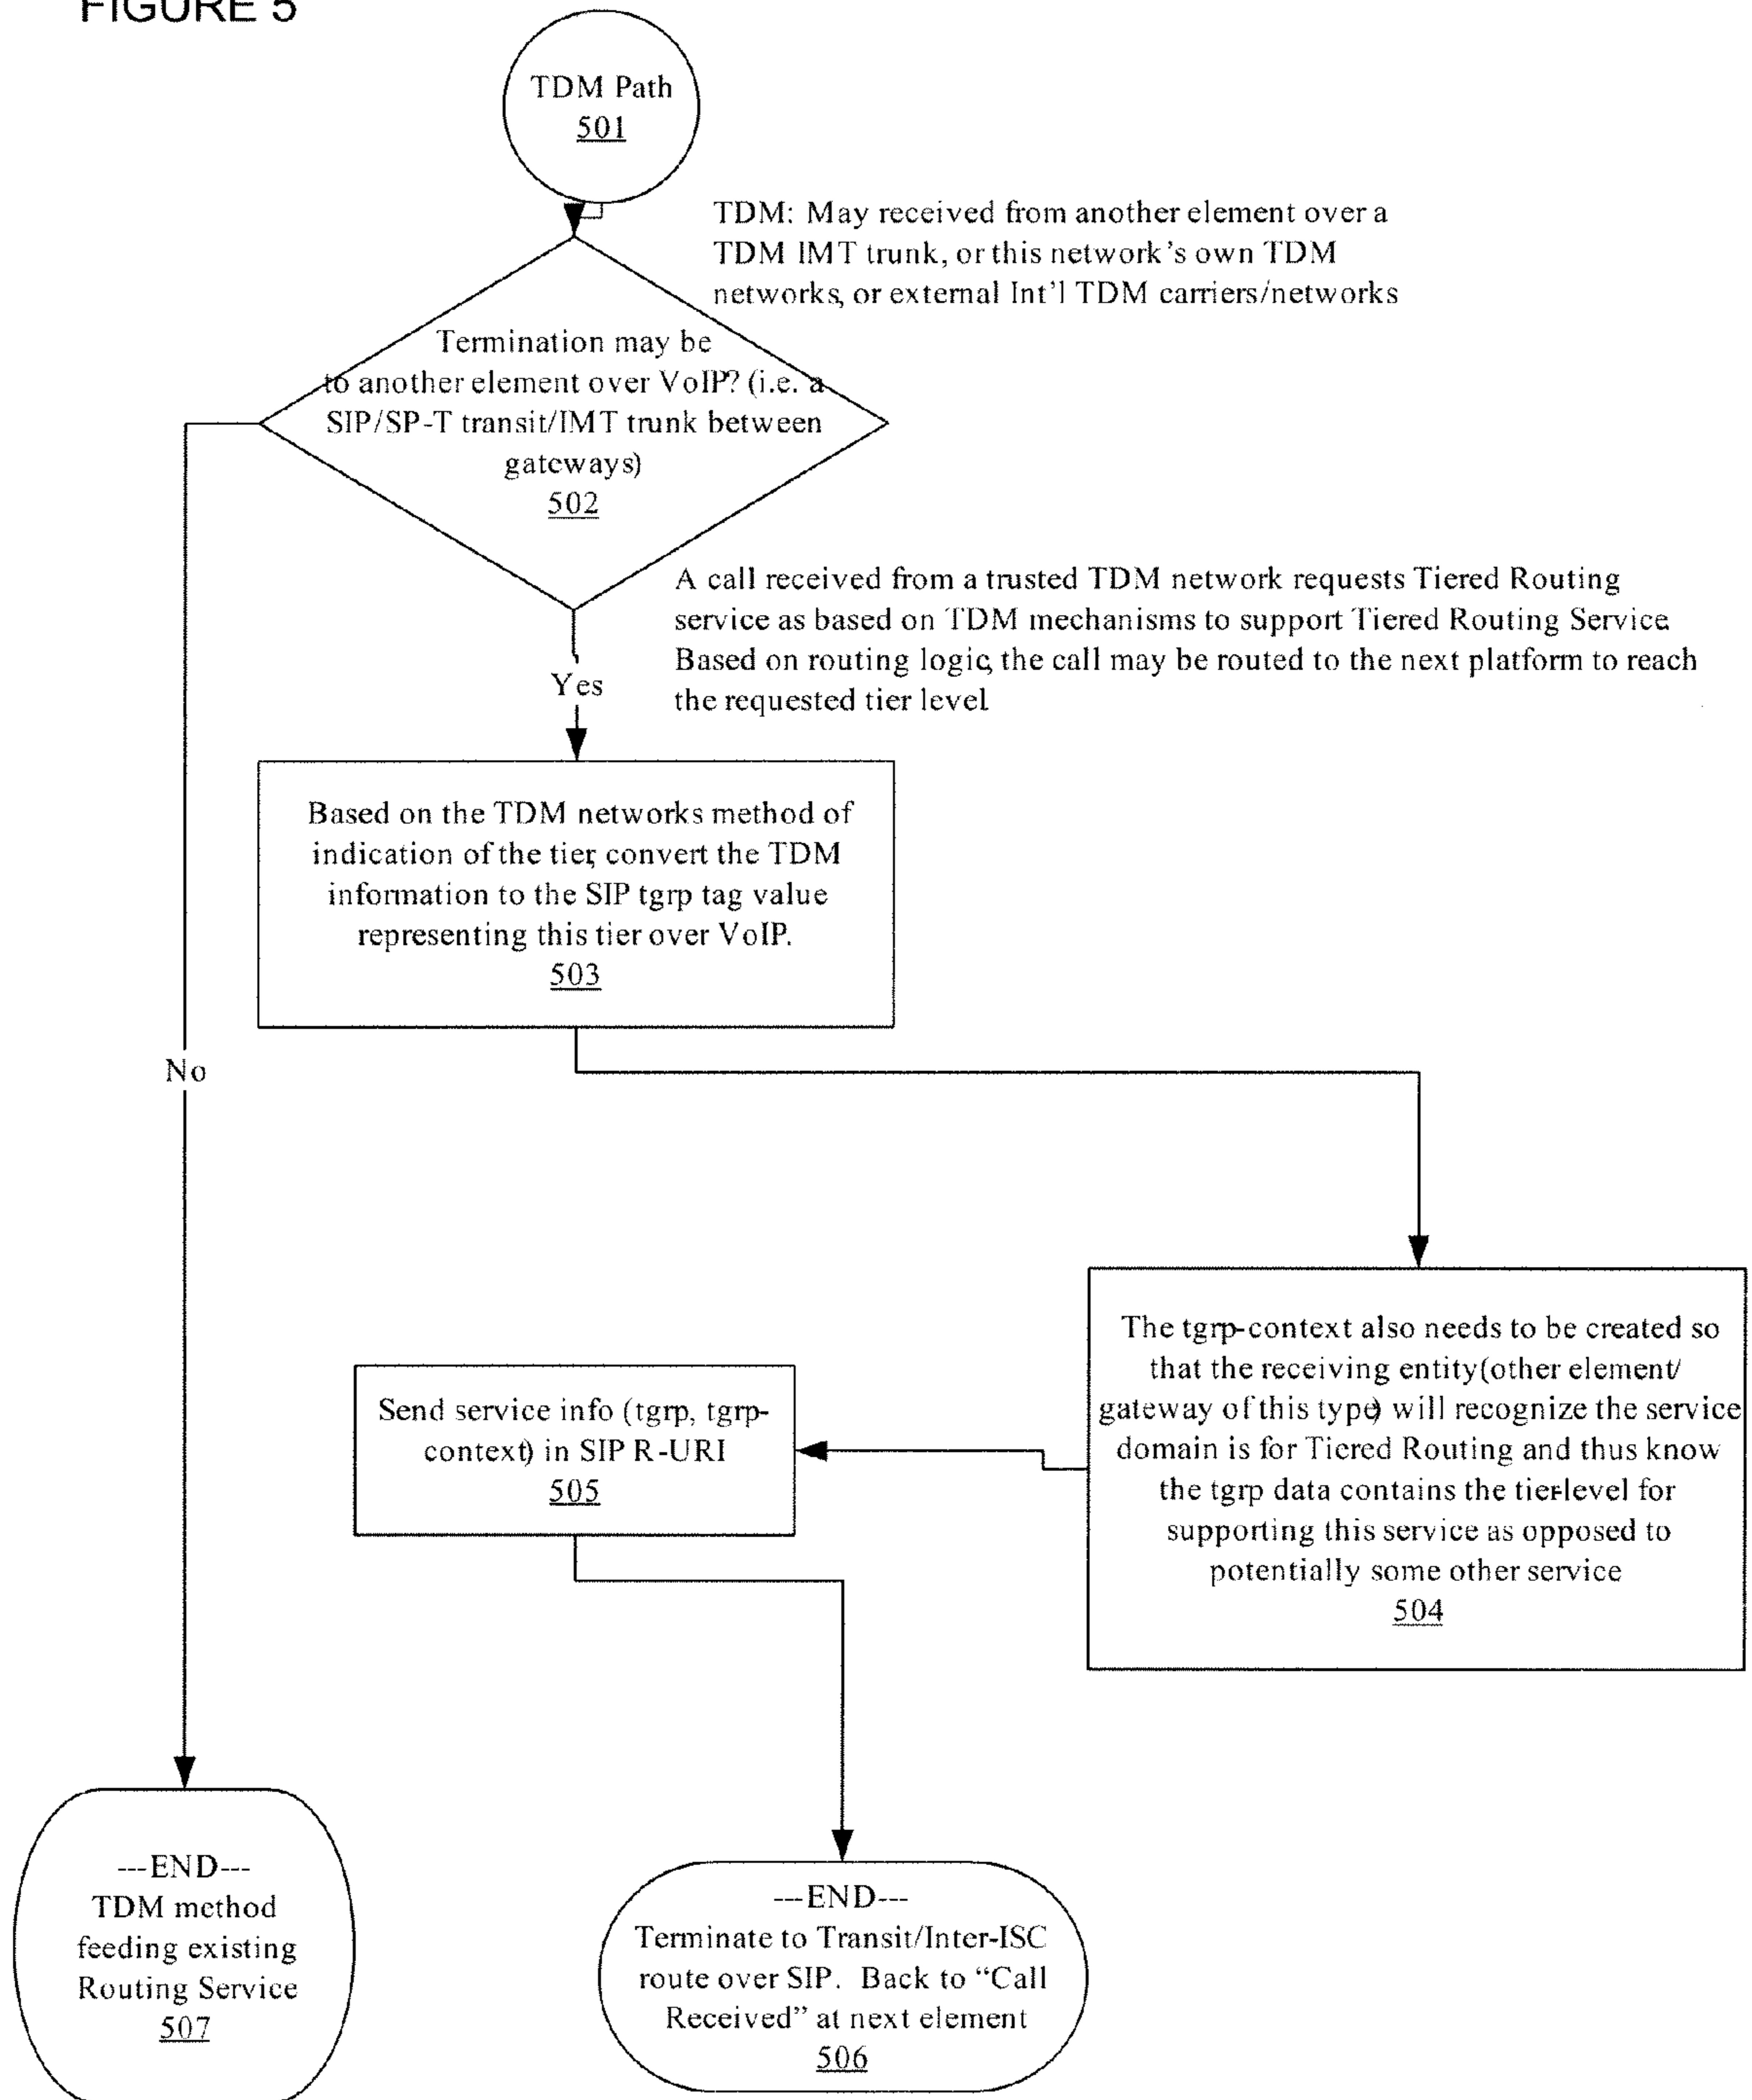 FIGURE 5
TDM Path
501
TDM: May received from another element over a
TDM IMT trunk, or this network's own TDM
networks, or external Int'l TDM carriers/networks
Termination may be
to another element over VoIP? (i.e. a
SIP/SP-T transit/IMT trunk between
gateways)
502
A call received from a trusted TDM network requests Tiered Routing
service as based on TDM mechanisms to support Tiered Routing Service
Based on routing logic, the call may be routed to the next platform to reach
the requested tier level
Yes
Based on the TDM networks method of
indication of the tier, convert the TDM
information to the SIP tgrp tag value
representing this tier over VoIP.
503
No
The tgrp-context also needs to be created so
that the receiving entity (other element/
gateway of this type) will recognize the service
domain is for Tiered Routing and thus know
the tgrp data contains the tier-level for
supporting this service as opposed to
potentially some other service
504
Send service info (tgrp, tgrp-
context) in SIP R-URI
505
---END---
TDM method
feeding existing
Routing Service
507
---END---
Terminate to Transit/Inter-ISC
route over SIP. Back to “Call
Received” at next element
506